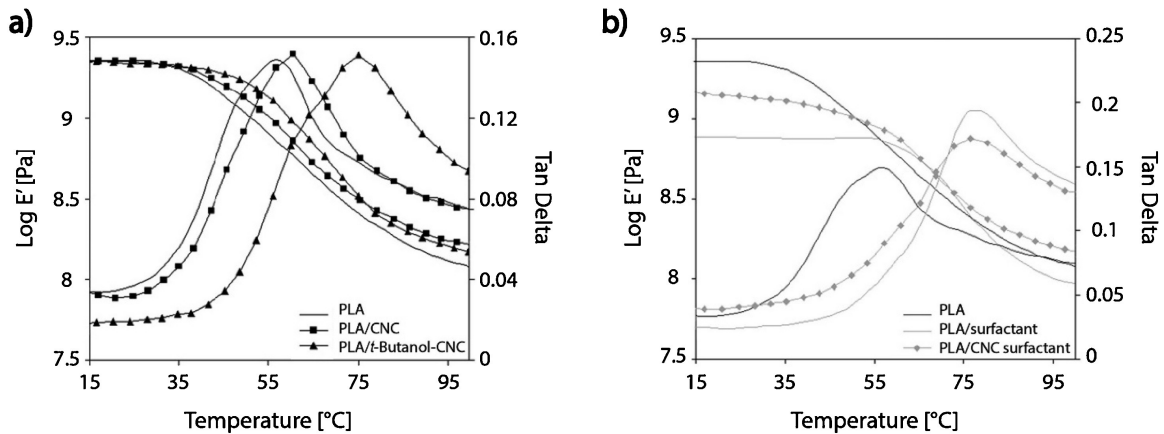 a)
9.5
9
8.5
8
7.5
Log E′ [Pa]
0.16
0.12
0.08
0.04
0
Tan Delta
PLA
PLA/CNC
PLA/t-Butanol-CNC
15 35 55 75 95
Temperature [°C]
b)
9.5
9
8.5
8
7.5
Log E′ [Pa]
0.25
0.2
0.15
0.1
0.05
0
Tan Delta
PLA
PLA/surfactant
PLA/CNC surfactant
15 35 55 75 95
Temperature [°C]